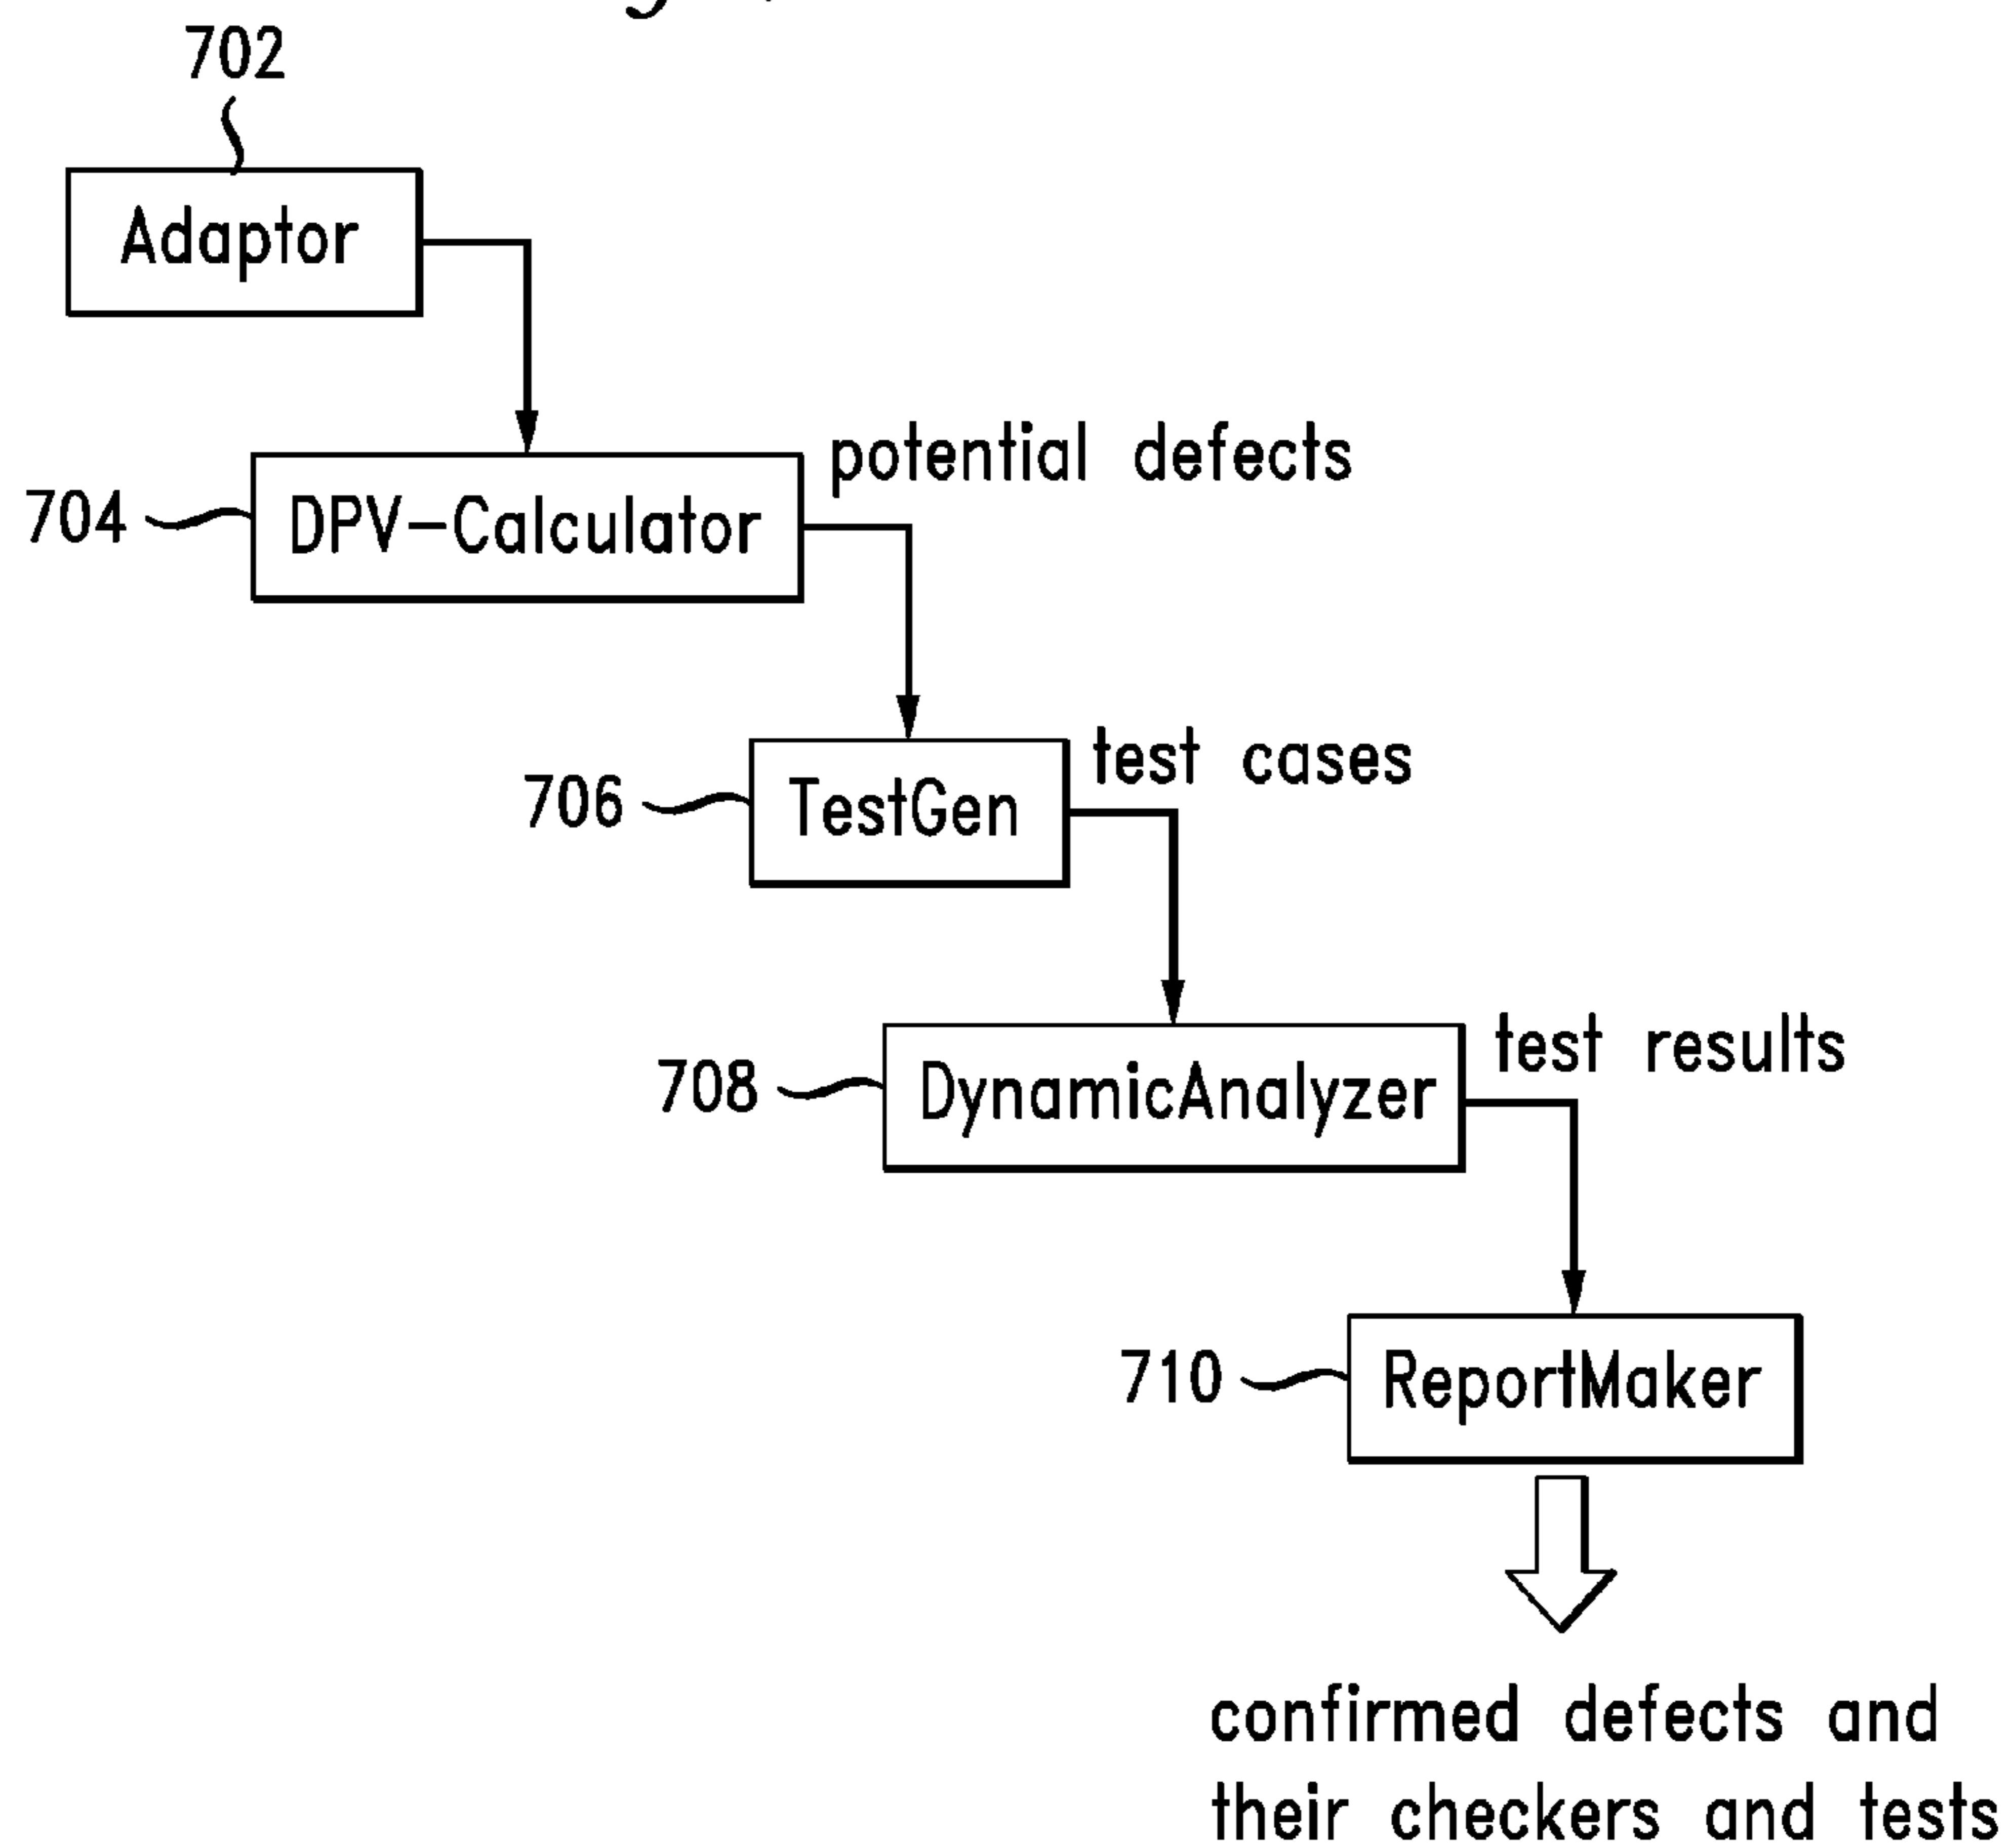 702
Adaptor
potential defects
704
DPV-Calculator
test cases
706
TestGen
test results
708
DynamicAnalyzer
710
ReportMaker
confirmed defects and
their checkers and tests